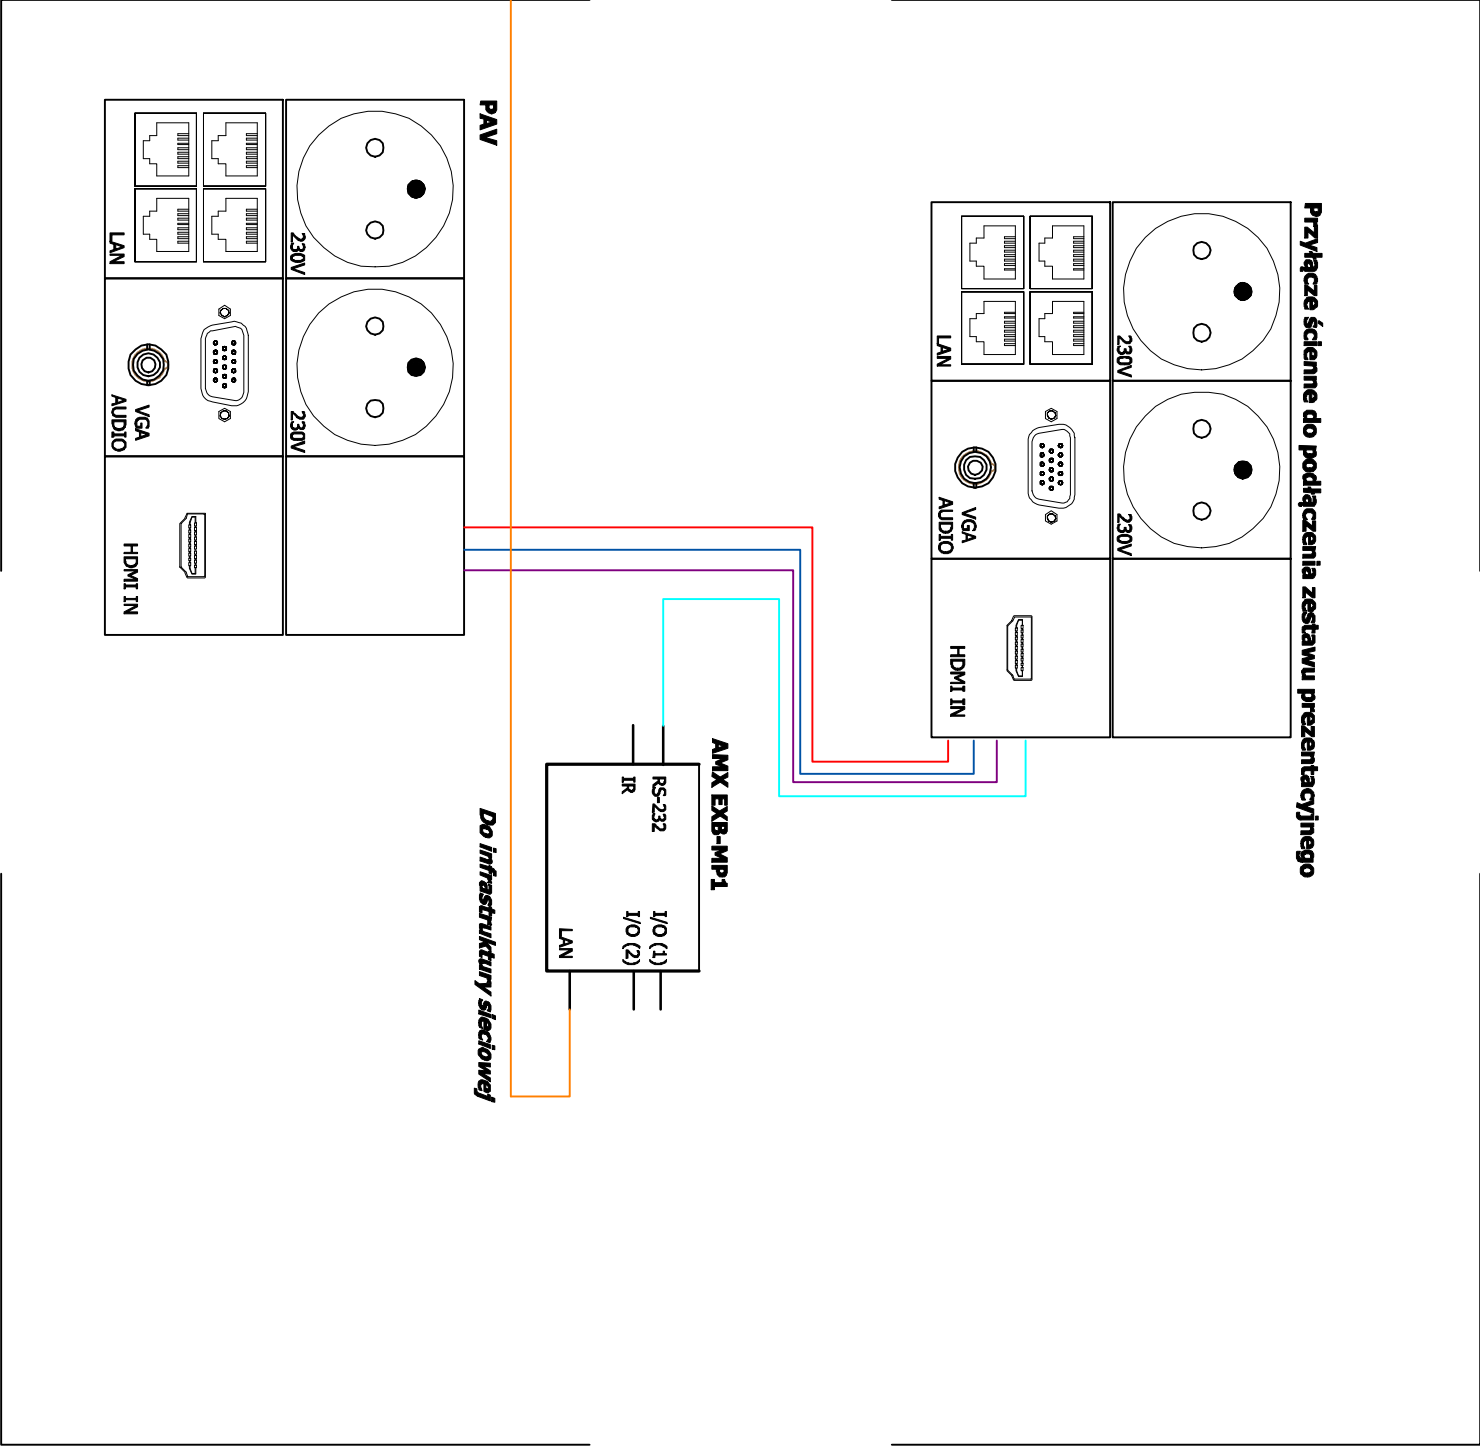 Przyłącze ścienne do podłączenia zestawu prezentacyjnego
230V
230V
LAN
VGA
AUDIO
HDMI IN
AMX EXB-MP1
RS-232
I/O (1)
IR
I/O (2)
LAN
Do infrastruktury sieciowej
PAV
230V
230V
LAN
VGA
AUDIO
HDMI IN